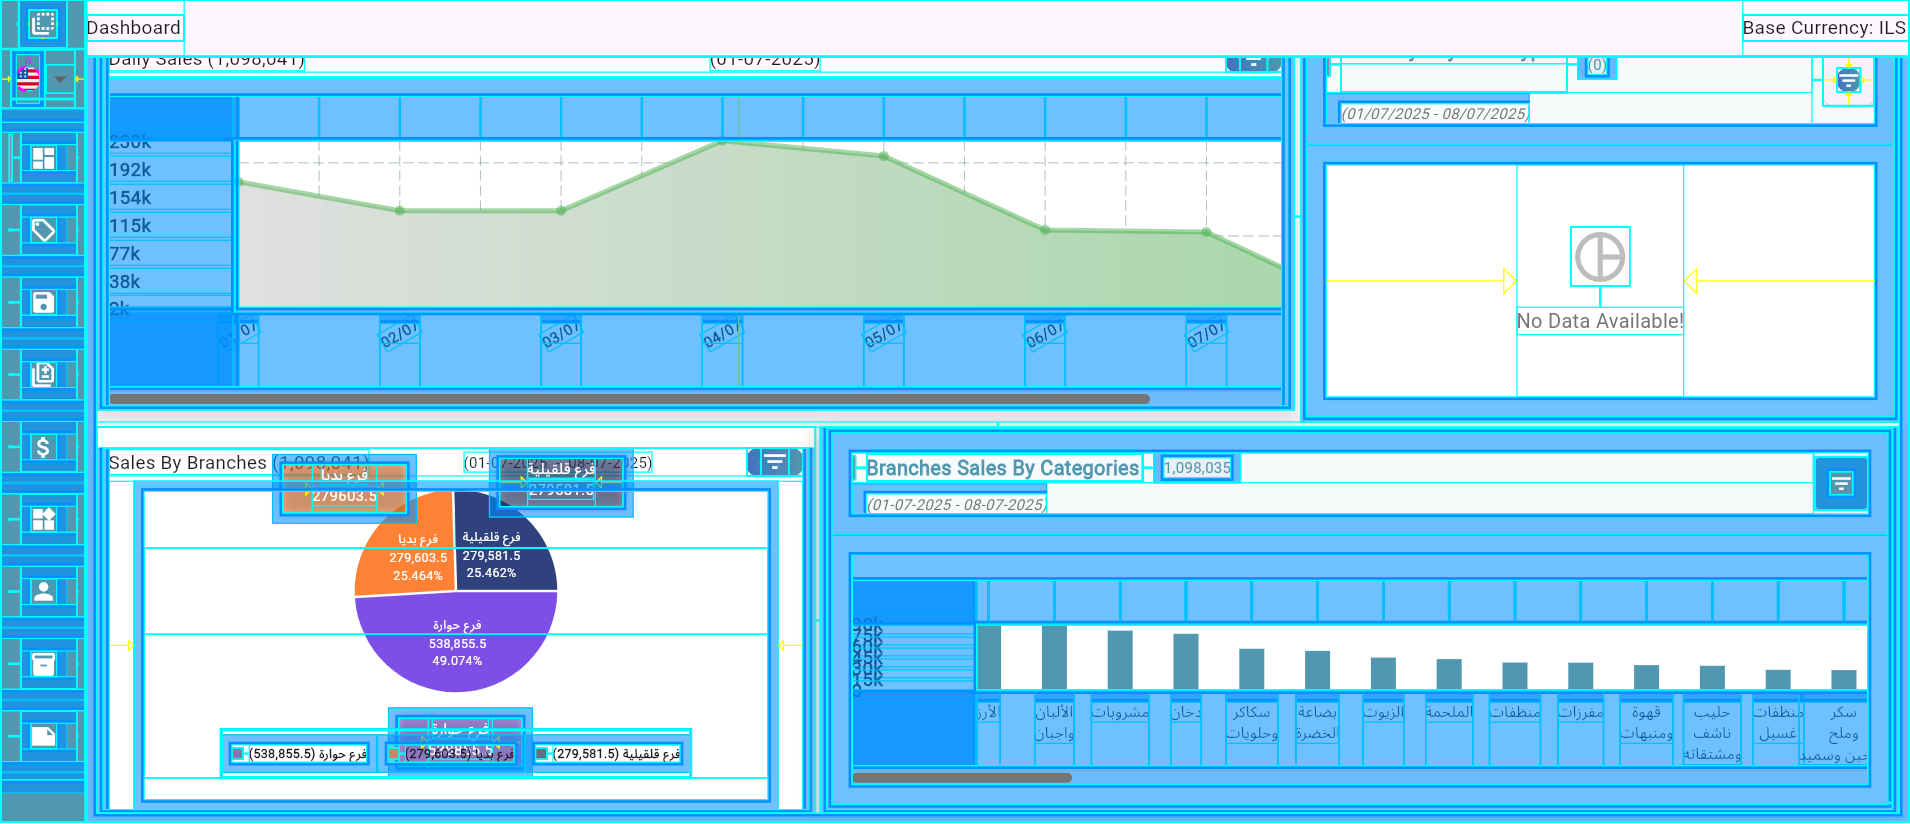 Dashboard
Base Currency: ILS
Daily Sales (1,098,041)
(01-07-2025)
(0)
(01/07/2025 - 08/07/2025)
230k
192k
154k
115k
77k
38k
2k
02/07
03/07
04/07
05/07
06/07
07/07
No Data Available!
Sales By Branches (1,098,041)
(01-07-2025 - 08-07-2025)
فرع بديا
279603.5
فرع قلقيلية
279581.5
فرع بديا
279,603.5
25.464%
فرع قلقيلية
279,581.5
25.462%
فرع حوارة
538,855.5
49.074%
فرع حوارة
538855.5
فرع حوارة (538,855.5)
فرع بديا (279,603.5)
فرع قلقيلية (279,581.5)
Branches Sales By Categories
1,098,035
(01-07-2025 - 08-07-2025)
90k
75k
60k
45k
30k
15k
0
الأرز
الألبان
واجبان
مشروبات
دخان
سكاكر
وحلويات
بضاعة
الخضرة
الزيوت
الملحمة
منظفات
مفرزات
قهوة
ومنبهات
حليب
ناشف
ومشتقاته
منظفات
غسيل
سكر
وملح
وسميد